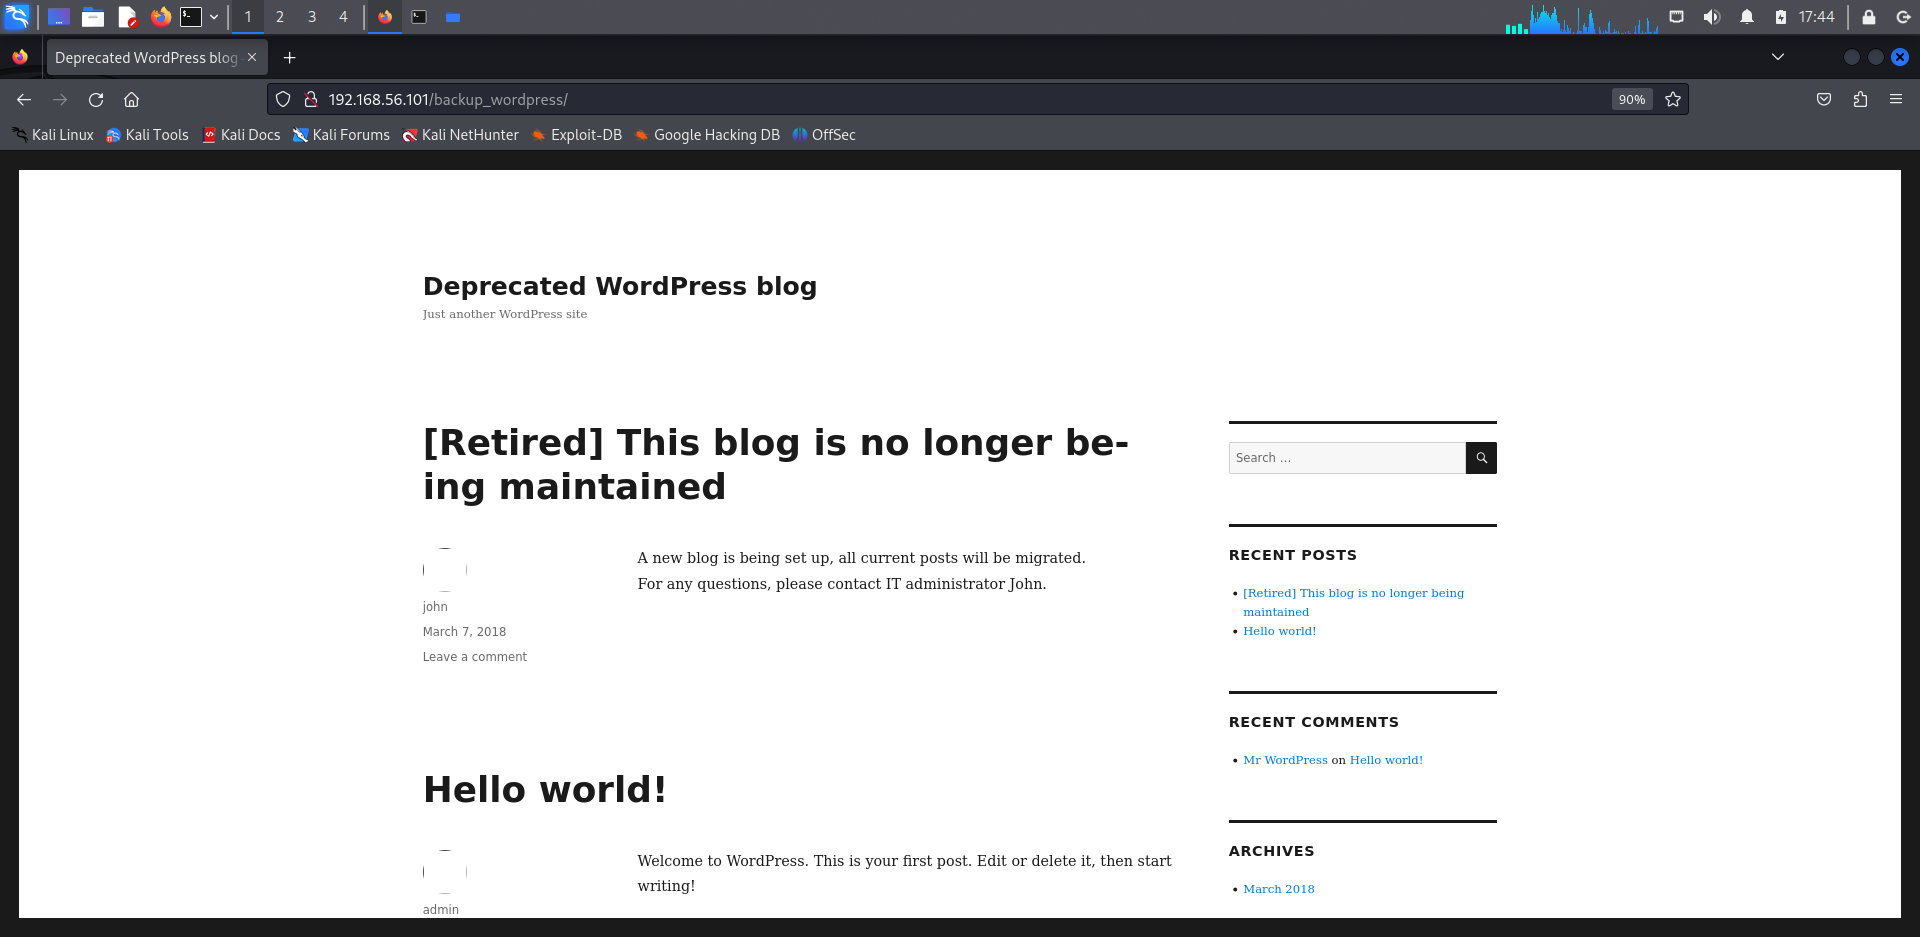 1 2 3 4 17:44
Deprecated WordPress blog
192.168.56.101/backup_wordpress/ 90%
Kali Linux Kali Tools Kali Docs Kali Forums Kali NetHunter Exploit-DB Google Hacking DB OffSec
Deprecated WordPress blog
Just another WordPress site
[Retired] This blog is no longer be-
ing maintained
john
March 7, 2018
Leave a comment
A new blog is being set up, all current posts will be migrated.
For any questions, please contact IT administrator John.
Hello world!
admin
Welcome to WordPress. This is your first post. Edit or delete it, then start
writing!
Search …
RECENT POSTS
[Retired] This blog is no longer being
maintained
Hello world!
RECENT COMMENTS
Mr WordPress on Hello world!
ARCHIVES
March 2018